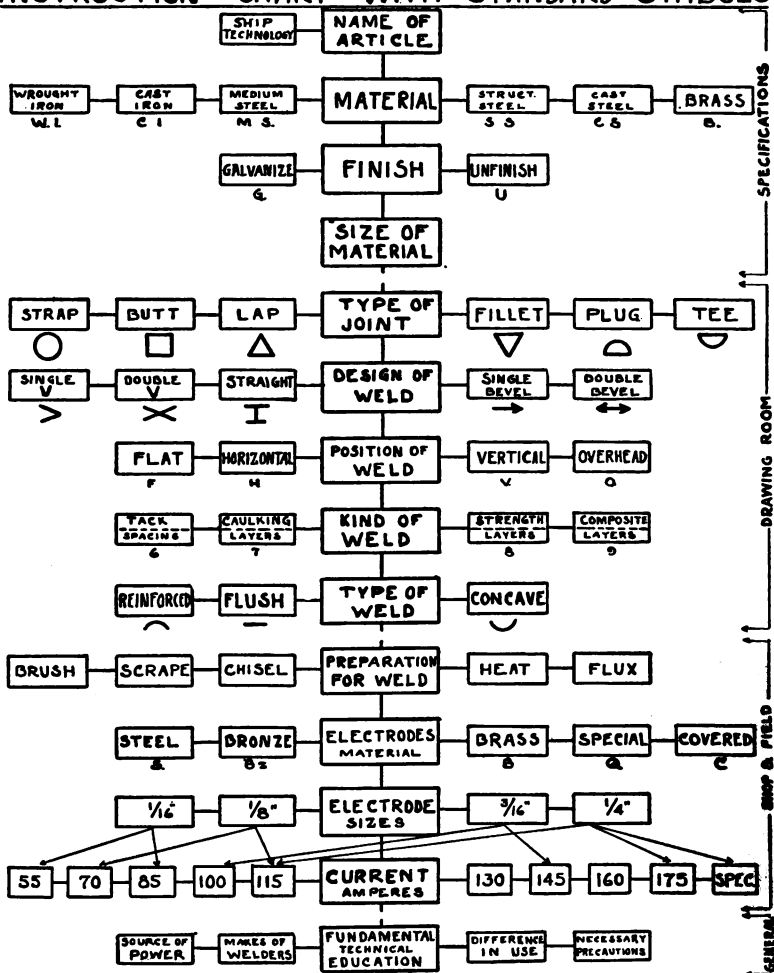 SHIP
TECHNOLOGY
NAME OF
ARTICLE
WROUGHT
IRON
W.I.
CAST
IRON
C I
MEDIUM
STEEL
M S.
MATERIAL
STRUCT.
STEEL
S S
CAST
STEEL
C S
BRASS
B.
GALVANIZE
G
FINISH
UNFINISH
U
SIZE OF
MATERIAL
SPECIFICATIONS
STRAP
BUTT
LAP
TYPE OF
JOINT
FILLET
PLUG
TEE
SINGLE
V
DOUBLE
V
STRAIGHT
DESIGN OF
WELD
SINGLE
BEVEL
DOUBLE
BEVEL
FLAT
F
HORIZONTAL
H
POSITION OF
WELD
VERTICAL
V
OVERHEAD
O
TACK
SPACING
6
CAULKING
LAYERS
7
KIND OF
WELD
STRENGTH
LAYERS
8
COMPOSITE
LAYERS
9
REINFORCED
FLUSH
TYPE OF
WELD
CONCAVE
DRAWING ROOM
BRUSH
SCRAPE
CHISEL
PREPARATION
FOR WELD
HEAT
FLUX
STEEL
BRONZE
Bz
ELECTRODES
MATERIAL
BRASS
B
SPECIAL
COVERED
C
1/16"
1/8"
ELECTRODE
SIZES
3/16"
1/4"
55
70
85
100
115
CURRENT
AMPERES
130
145
160
175
SPEC.
SHOP & FIELD
SOURCE OF
POWER
MAKES OF
WELDERS
FUNDAMENTAL
TECHNICAL
EDUCATION
DIFFERENCE
IN USE
NECESSARY
PRECAUTIONS
GENERAL